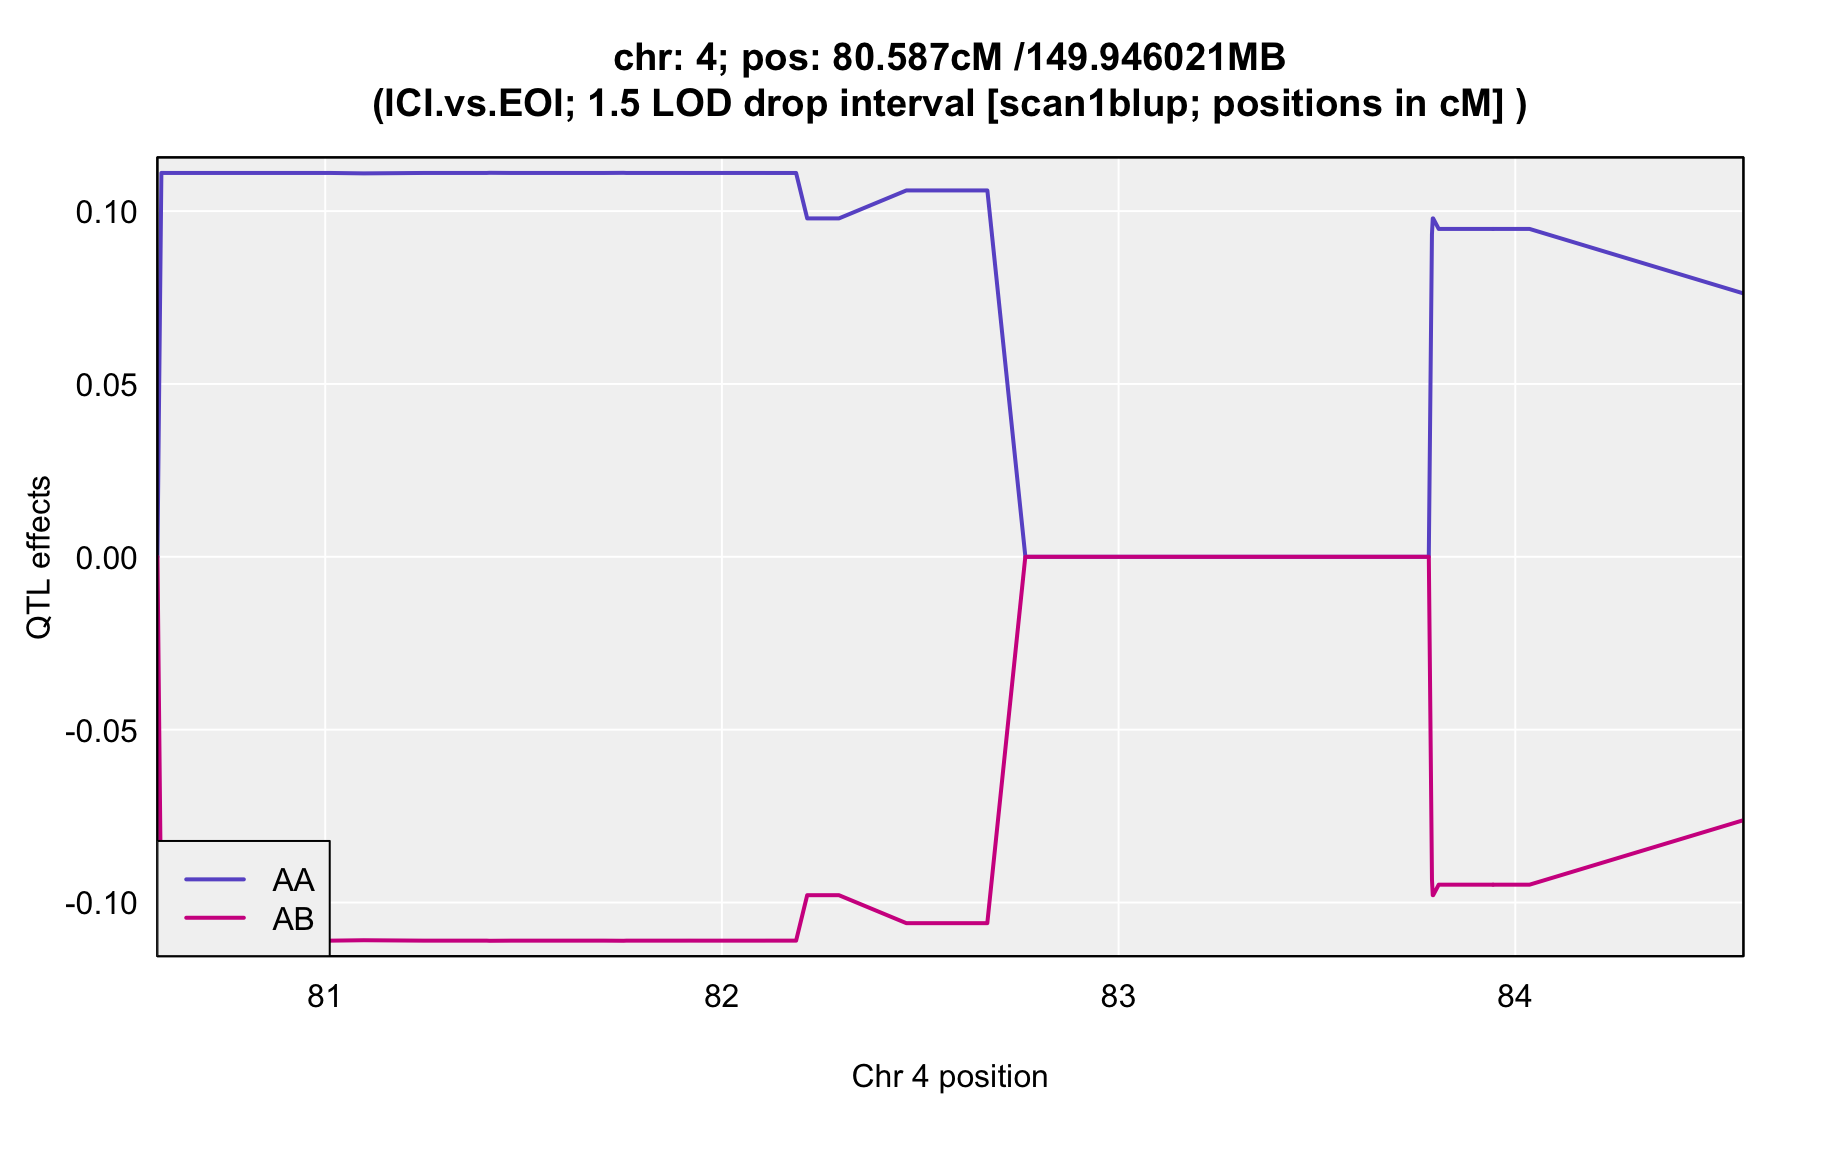 chr: 4; pos: 80.587cM /149.946021MB
(ICI.vs.EOI; 1.5 LOD drop interval [scan1blup; positions in cM] )
QTL effects
0.10
0.05
0.00
-0.05
-0.10
AA
AB
81 82 83 84
Chr 4 position